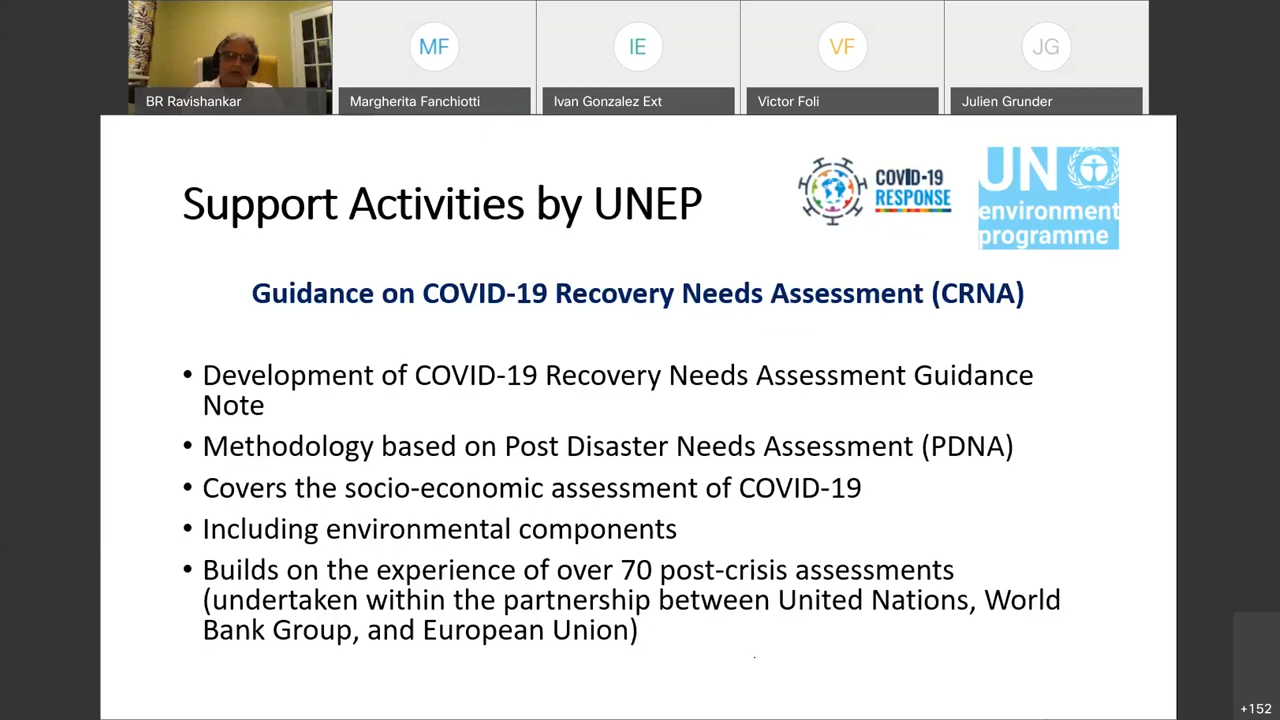 MF
IE
VF
JG
BR Ravishankar
Margherita Fanchiotti
Ivan Gonzalez Ext
Victor Foli
Julien Grunder
Support Activities by UNEP
COVID-19
RESPONSE
UN
environment
programme
Guidance on COVID-19 Recovery Needs Assessment (CRNA)
• Development of COVID-19 Recovery Needs Assessment Guidance
Note
• Methodology based on Post Disaster Needs Assessment (PDNA)
• Covers the socio-economic assessment of COVID-19
• Including environmental components
• Builds on the experience of over 70 post-crisis assessments
(undertaken within the partnership between United Nations, World
Bank Group, and European Union)
+152